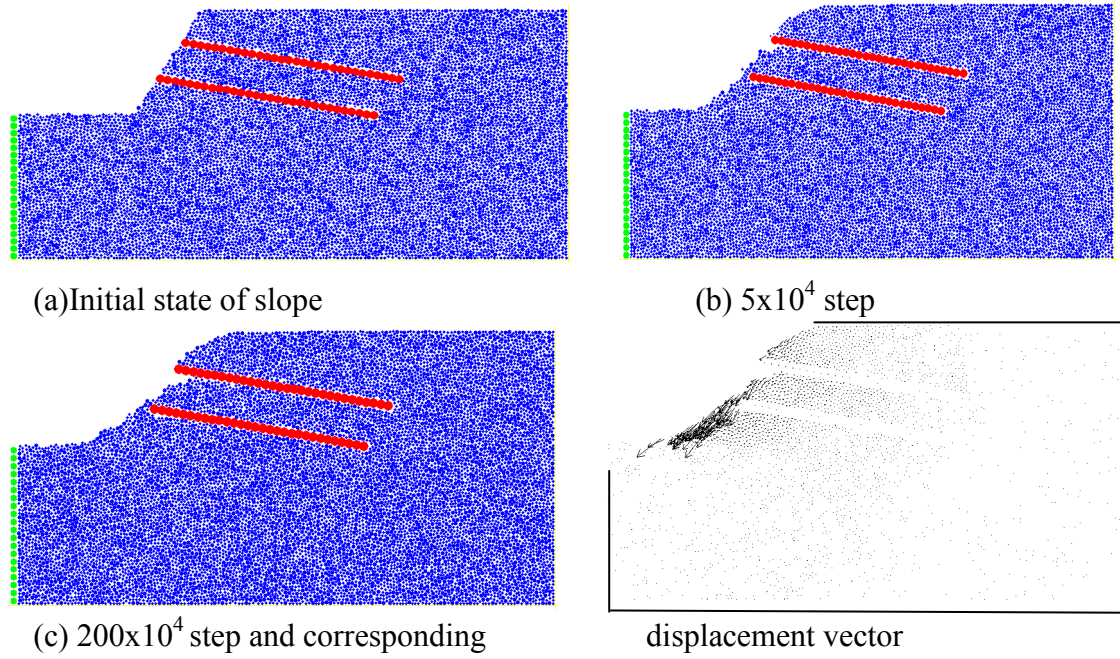 (a)Initial state of slope
(b) 5x10⁴ step
(c) 200x10⁴ step and corresponding
displacement vector